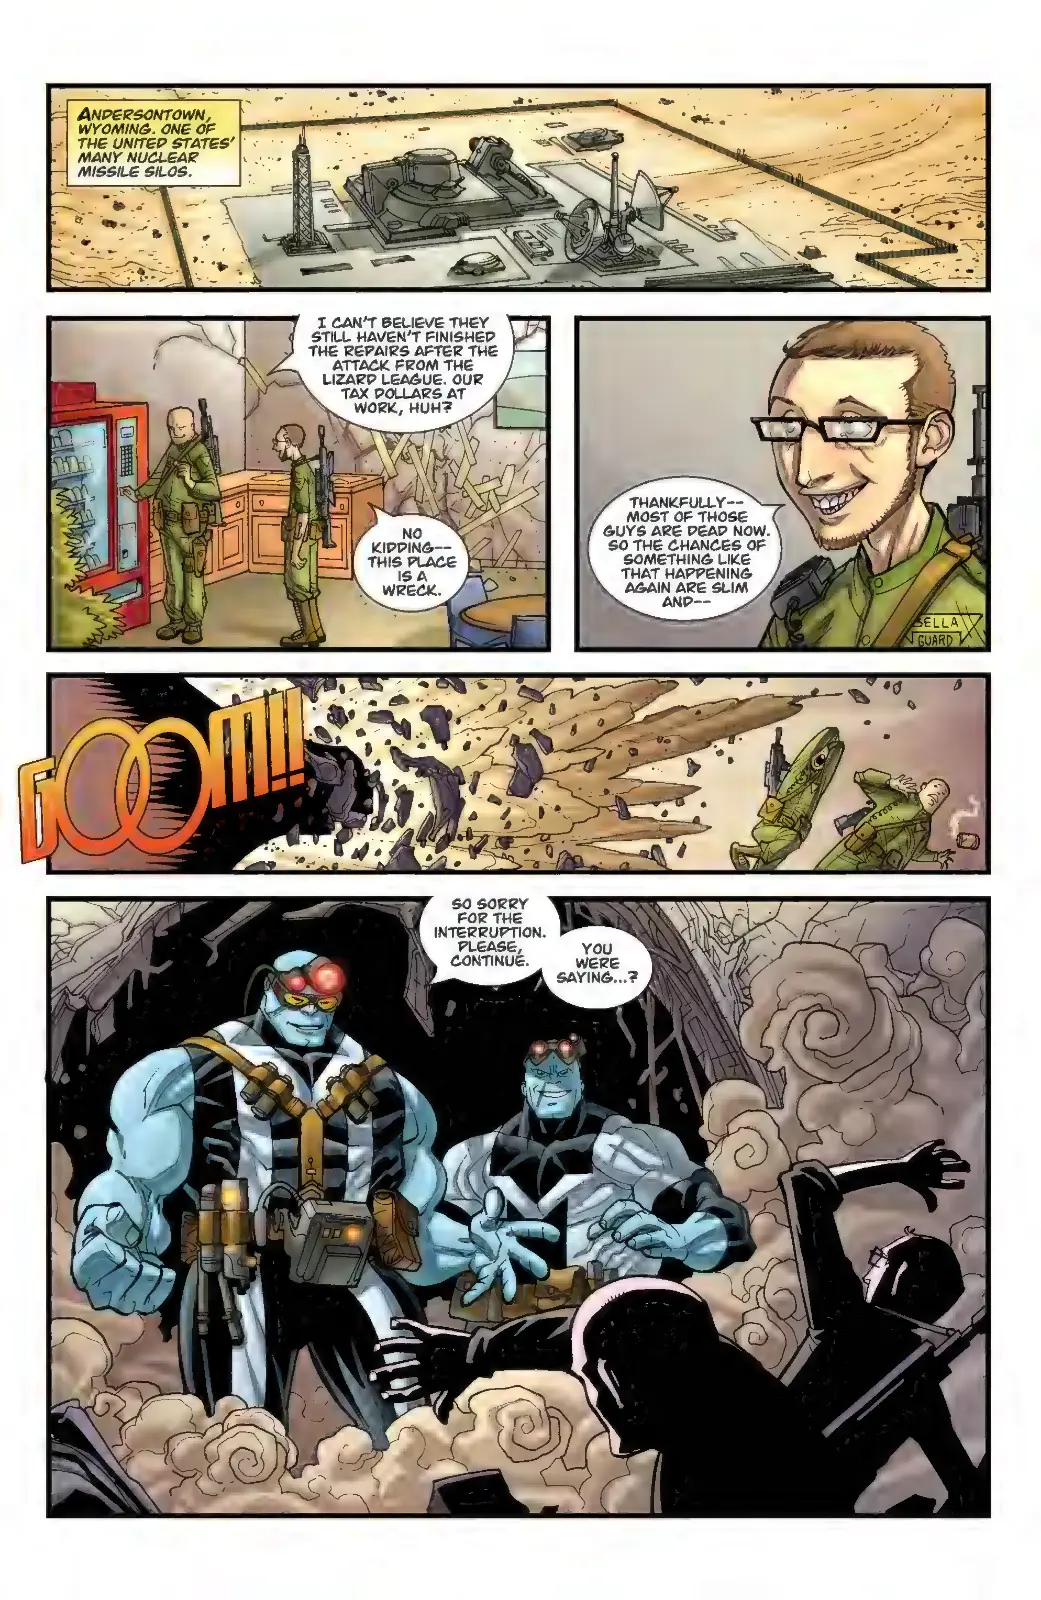 ANDERSONTOWN,
WYOMING. ONE OF
THE UNITED STATES'
MANY NUCLEAR
MISSILE SILOS.
I CAN'T BELIEVE THEY
STILL HAVEN'T FINISHED
THE REPAIRS AFTER THE
ATTACK FROM THE
LIZARD LEAGUE. OUR
TAX DOLLARS AT
WORK, HUH?
NO
KIDDING--
THIS PLACE
IS A
WRECK.
THANKFULLY--
MOST OF THOSE
GUYS ARE DEAD NOW.
SO THE CHANCES OF
SOMETHING LIKE
THAT HAPPENING
AGAIN ARE SLIM
AND--
SELLA
GUARD
GOOM!!
SO SORRY
FOR THE
INTERRUPTION.
PLEASE,
CONTINUE.
YOU
WERE
SAYING...?